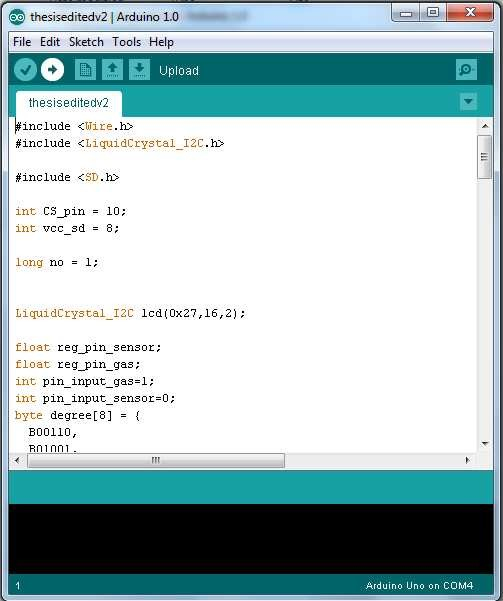 thesiseditedv2 | Arduino 1.0
File Edit Sketch Tools Help
Upload
thesiseditedv2
#include <Wire.h>
#include <LiquidCrystal_I2C.h>
#include <SD.h>
int CS_pin = 10;
int vcc_sd = 8;
long no = 1;
LiquidCrystal_I2C lcd(0x27,16,2);
float reg_pin_sensor;
float reg_pin_gas;
int pin_input_gas=1;
int pin_input_sensor=0;
byte degree[8] = {
B00110,
B01001,
1
Arduino Uno on COM4